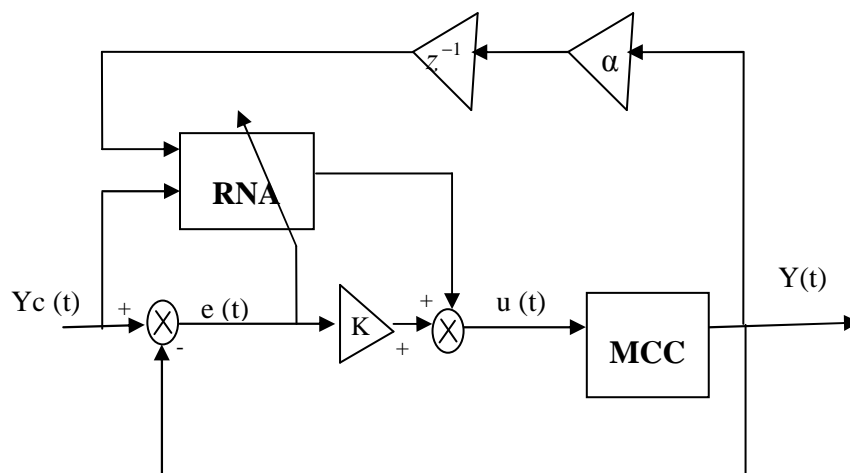 z⁻¹
α
RNA
Yc (t)
+
-
e (t)
K
+
+
u (t)
MCC
Y(t)